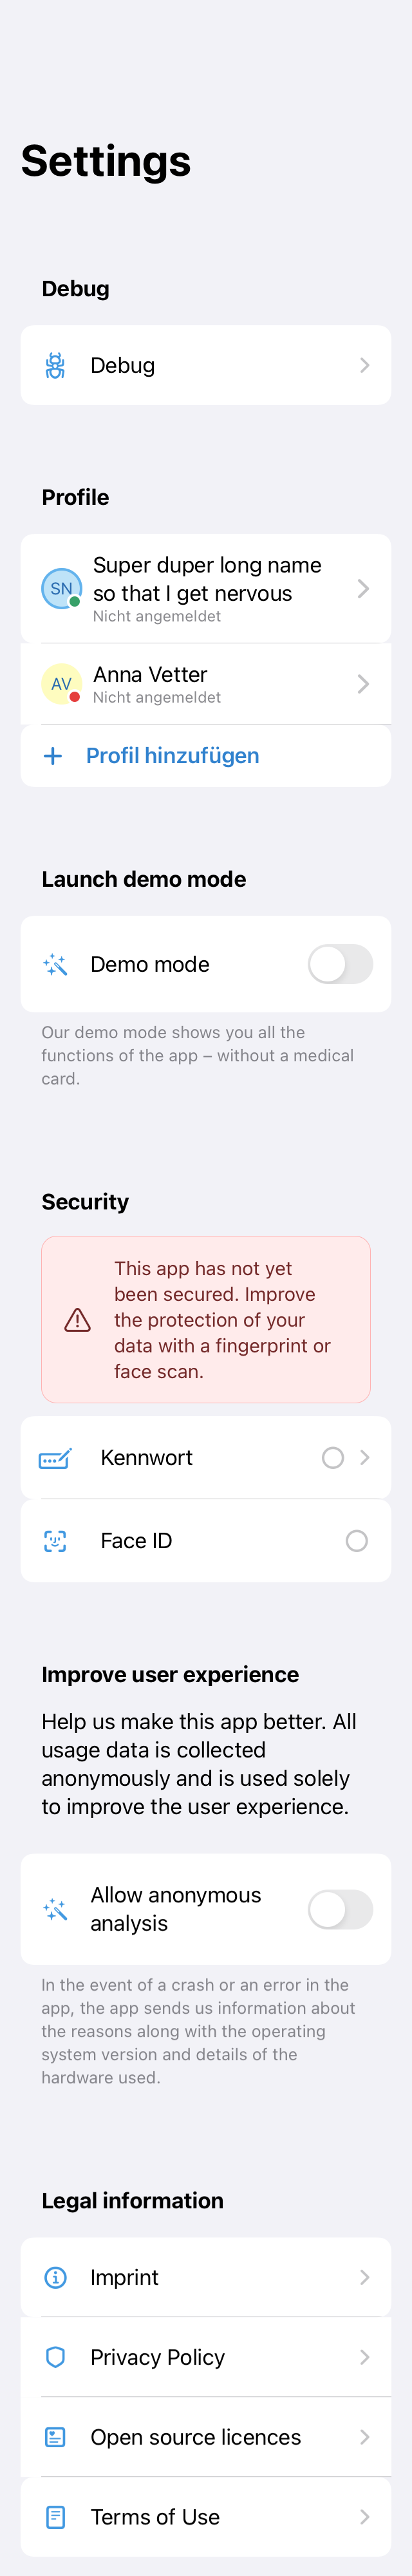 Settings
Debug
Debug
Profile
SN
Super duper long name
so that I get nervous
Nicht angemeldet
AV
Anna Vetter
Nicht angemeldet
Profil hinzufügen
Launch demo mode
Demo mode
Our demo mode shows you all the
functions of the app – without a medical
card.
Security
This app has not yet
been secured. Improve
the protection of your
data with a fingerprint or
face scan.
Kennwort
Face ID
Improve user experience
Help us make this app better. All
usage data is collected
anonymously and is used solely
to improve the user experience.
Allow anonymous
analysis
In the event of a crash or an error in the
app, the app sends us information about
the reasons along with the operating
system version and details of the
hardware used.
Legal information
Imprint
Privacy Policy
Open source licences
Terms of Use